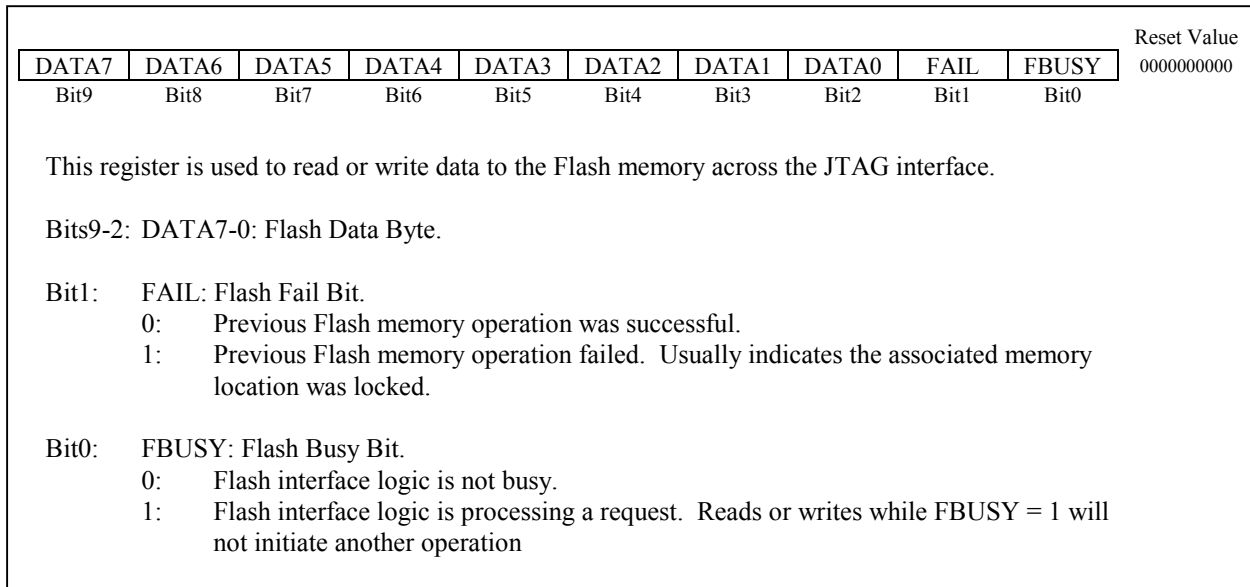 Reset Value
DATA7 DATA6 DATA5 DATA4 DATA3 DATA2 DATA1 DATA0 FAIL FBUSY 0000000000
Bit9 Bit8 Bit7 Bit6 Bit5 Bit4 Bit3 Bit2 Bit1 Bit0
This register is used to read or write data to the Flash memory across the JTAG interface.
Bits9-2: DATA7-0: Flash Data Byte.
Bit1: FAIL: Flash Fail Bit.
0: Previous Flash memory operation was successful.
1: Previous Flash memory operation failed. Usually indicates the associated memory
location was locked.
Bit0: FBUSY: Flash Busy Bit.
0: Flash interface logic is not busy.
1: Flash interface logic is processing a request. Reads or writes while FBUSY = 1 will
not initiate another operation